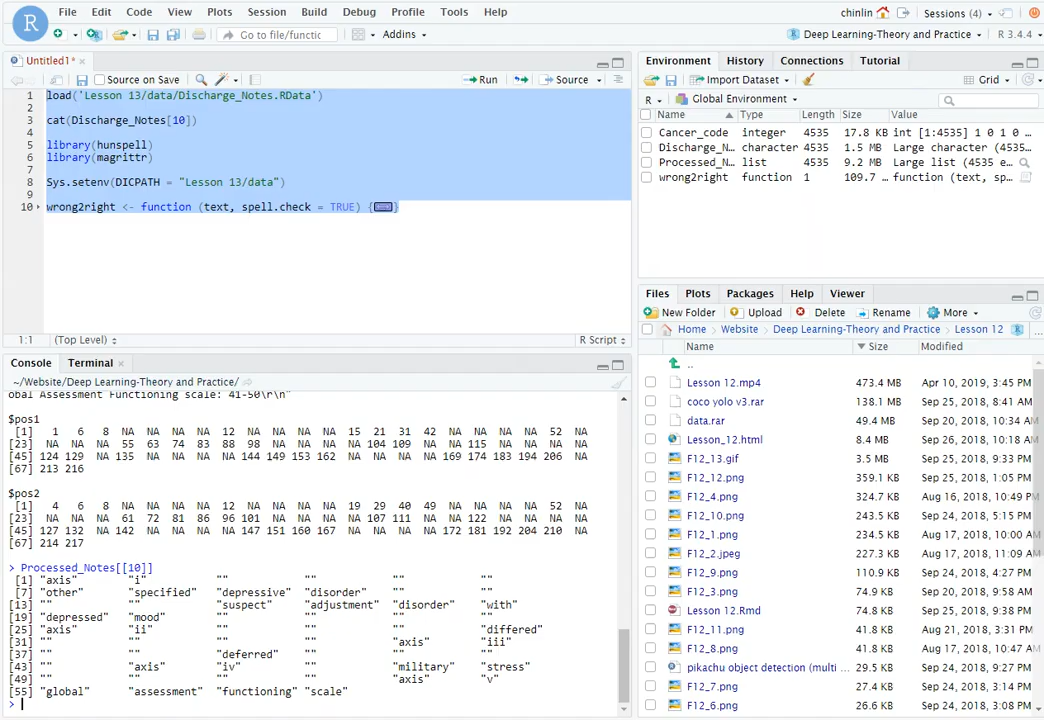 File Edit Code View Plots Session Build Debug Profile Tools Help
chinlin Sessions (4)
R Go to file/functic Addins Deep Learning-Theory and Practice R 3.4.4
Untitled1*
Source on Save Run Source
1 load('Lesson 13/data/Discharge_Notes.RData')
2
3 cat(Discharge_Notes[10])
4
5 library(hunspell)
6 library(magrittr)
7
8 Sys.setenv(DICPATH = "Lesson 13/data")
9
10 wrong2right <- function (text, spell.check = TRUE) {}
1:1 (Top Level) R Script
Console Terminal
~/Website/Deep Learning-Theory and Practice/
obal Assessment Functioning scale: 41-50\r\n"
$pos1
[1] 1 6 8 NA NA NA NA 12 NA NA NA NA 15 21 31 42 NA NA NA NA 52 NA
[23] NA NA NA 55 63 74 83 88 98 NA NA NA NA 104 109 NA NA 115 NA NA NA NA
[45] 124 129 NA 135 NA NA NA NA 144 149 153 162 NA NA NA NA 169 174 183 194 206 NA
[67] 213 216
$pos2
[1] 4 6 8 NA NA NA NA 12 NA NA NA NA 19 29 40 49 NA NA NA NA 52 NA
[23] NA NA NA 61 72 81 86 96 101 NA NA NA NA 107 111 NA NA 122 NA NA NA NA
[45] 127 132 NA 142 NA NA NA NA 147 151 160 167 NA NA NA NA 172 181 192 204 210 NA
[67] 214 217
> Processed_Notes[[10]]
[1] "axis" "i" "" "" "" ""
[7] "other" "specified" "depressive" "disorder" "" ""
[13] "" "" "suspect" "adjustment" "disorder" "with"
[19] "depressed" "mood" "" "" "" ""
[25] "axis" "ii" "" "" "" "differed"
[31] "" "" "" "" "axis" "iii"
[37] "" "" "deferred" "" "" ""
[43] "" "axis" "iv" "" "military" "stress"
[49] "" "" "" "" "axis" "v"
[55] "global" "assessment" "functioning" "scale"
>
Environment History Connections Tutorial
Import Dataset Grid
R Global Environment
Name Type Length Size Value
Cancer_code integer 4535 17.8 KB int [1:4535] 1 0 1 0 …
Discharge_N… character 4535 1.5 MB Large character (4535…
Processed_N… list 4535 9.2 MB Large list (4535 e…
wrong2right function 1 109.7 … function (text, sp…
Files Plots Packages Help Viewer
New Folder Upload Delete Rename More
Home Website Deep Learning-Theory and Practice Lesson 12 R ...
Name Size Modified
..
Lesson 12.mp4 473.4 MB Apr 10, 2019, 3:45 PM
coco yolo v3.rar 138.1 MB Sep 25, 2018, 8:41 AM
data.rar 49.4 MB Sep 20, 2018, 10:34 AM
Lesson_12.html 8.4 MB Sep 26, 2018, 10:18 AM
F12_13.gif 3.5 MB Sep 25, 2018, 9:33 PM
F12_12.png 359.1 KB Sep 25, 2018, 1:05 PM
F12_4.png 324.7 KB Aug 16, 2018, 10:49 PM
F12_10.png 243.5 KB Sep 24, 2018, 5:15 PM
F12_1.png 234.5 KB Aug 17, 2018, 10:00 AM
F12_2.jpeg 227.3 KB Aug 17, 2018, 11:09 AM
F12_9.png 110.9 KB Sep 24, 2018, 4:27 PM
F12_3.png 74.9 KB Sep 20, 2018, 9:58 AM
Lesson 12.Rmd 74.8 KB Sep 25, 2018, 9:38 PM
F12_11.png 41.8 KB Aug 21, 2018, 3:31 PM
F12_8.png 41.8 KB Aug 17, 2018, 10:47 AM
pikachu object detection (multi … 29.5 KB Sep 24, 2018, 9:27 PM
F12_7.png 27.4 KB Sep 24, 2018, 3:14 PM
F12_6.png 26.6 KB Sep 24, 2018, 3:08 PM